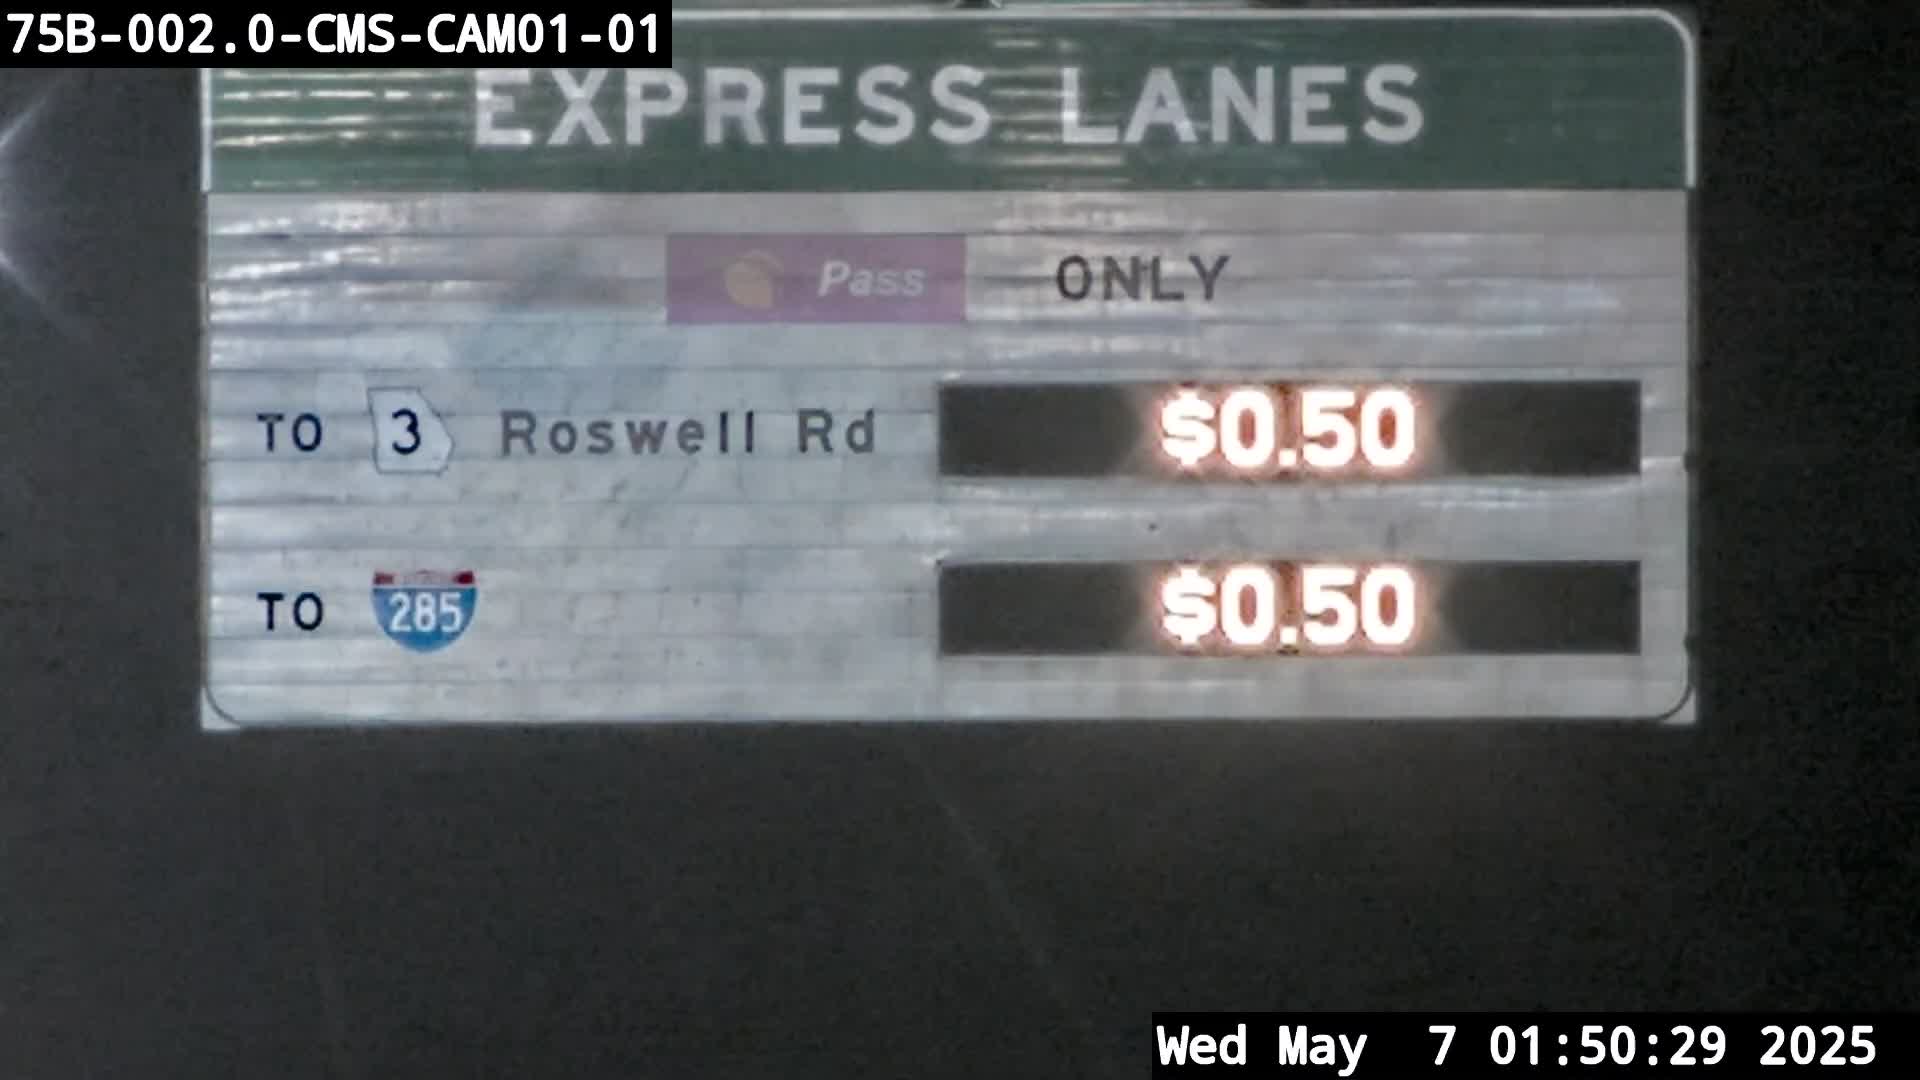 75B-002.0-CMS-CAM01-01
EXPRESS LANES
Pass ONLY
TO 3 Roswell Rd $0.50
TO 285 $0.50
Wed May 7 01:50:29 2025